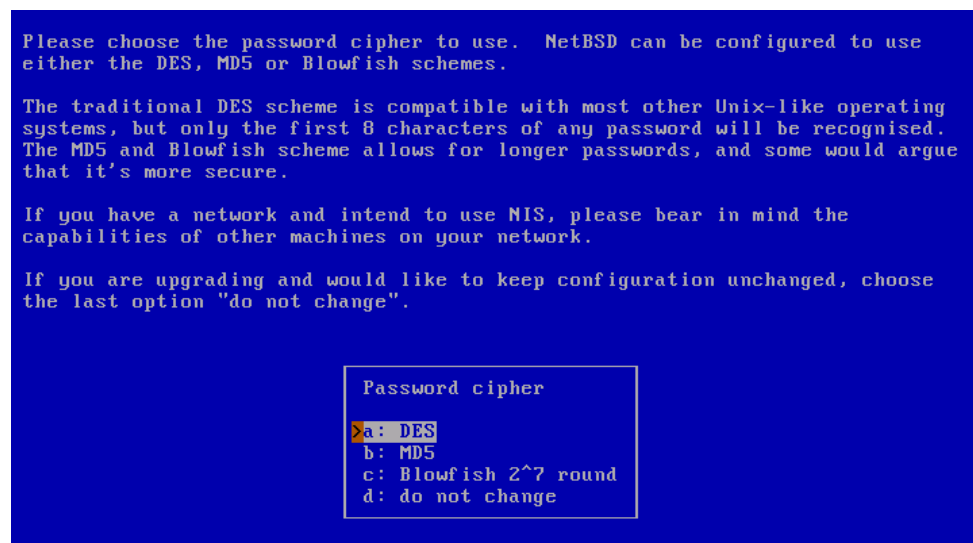 Please choose the password cipher to use.  NetBSD can be configured to use
either the DES, MD5 or Blowfish schemes.
The traditional DES scheme is compatible with most other Unix-like operating
systems, but only the first 8 characters of any password will be recognised.
The MD5 and Blowfish scheme allows for longer passwords, and some would argue
that it's more secure.
If you have a network and intend to use NIS, please bear in mind the
capabilities of other machines on your network.
If you are upgrading and would like to keep configuration unchanged, choose
the last option "do not change".
Password cipher
>a: DES
b: MD5
c: Blowfish 2^7 round
d: do not change